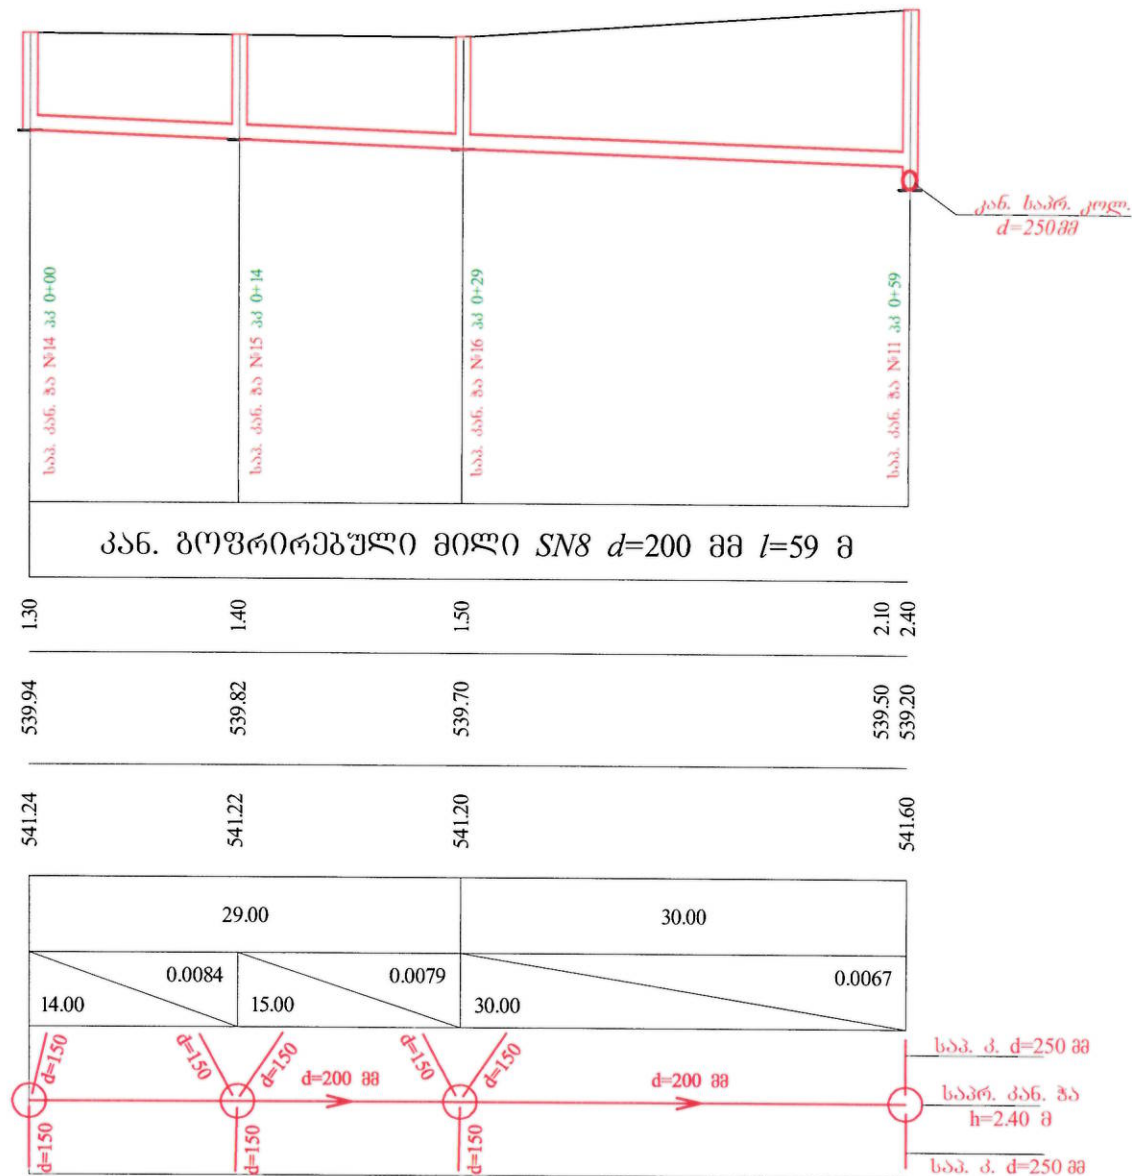 კან. საპრ. კოლ.
d=250მმ
საპ. კან. ჭა №14 პკ 0+00
საპ. კან. ჭა №15 პკ 0+14
საპ. კან. ჭა №16 პკ 0+29
საპ. კან. ჭა №11 პკ 0+59
კან. გოფრირებული მილი SN8 d=200 მმ l=59 მ
1.30 1.40 1.50 2.10 2.40
539.94 539.82 539.70 539.50 539.20
541.24 541.22 541.20 541.60
29.00 30.00
0.0084 0.0079 0.0067
14.00 15.00 30.00
d=150 d=150 d=150 d=150 d=150
საპ. კ. d=250 მმ
d=200 მმ d=200 მმ
საპრ. კან. ჭა
h=2.40 მ
d=150 d=150 d=150
საპ. კ. d=250 მმ